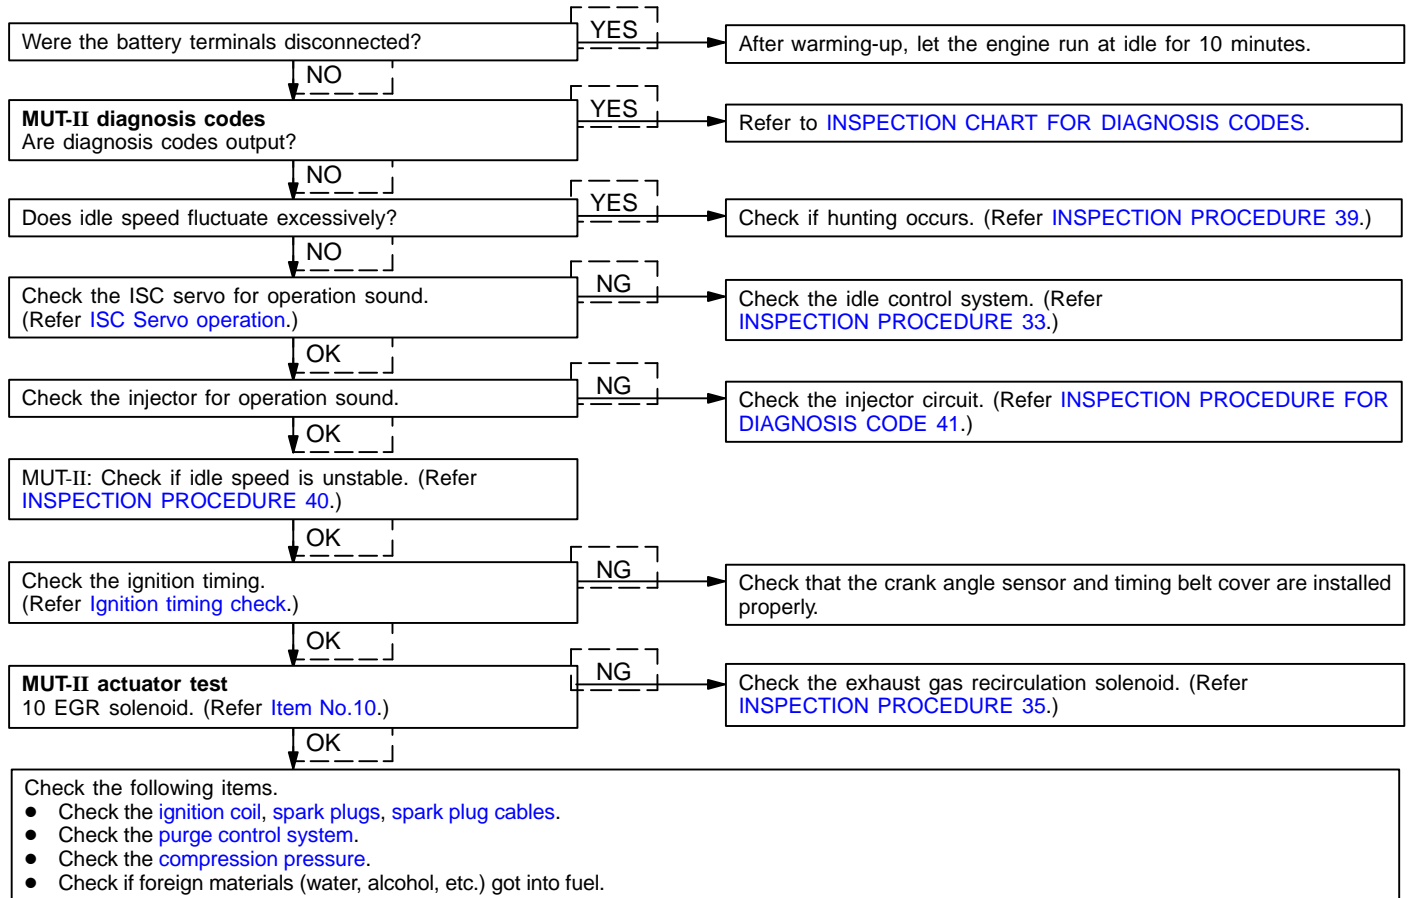 Were the battery terminals disconnected?
YES
After warming-up, let the engine run at idle for 10 minutes.
NO
MUT-II diagnosis codes
Are diagnosis codes output?
YES
Refer to INSPECTION CHART FOR DIAGNOSIS CODES.
NO
Does idle speed fluctuate excessively?
YES
Check if hunting occurs. (Refer INSPECTION PROCEDURE 39.)
NO
Check the ISC servo for operation sound.
(Refer ISC Servo operation.)
NG
Check the idle control system. (Refer
INSPECTION PROCEDURE 33.)
OK
Check the injector for operation sound.
NG
Check the injector circuit. (Refer INSPECTION PROCEDURE FOR
DIAGNOSIS CODE 41.)
OK
MUT-II: Check if idle speed is unstable. (Refer
INSPECTION PROCEDURE 40.)
OK
Check the ignition timing.
(Refer Ignition timing check.)
NG
Check that the crank angle sensor and timing belt cover are installed
properly.
OK
MUT-II actuator test
10 EGR solenoid. (Refer Item No.10.)
NG
Check the exhaust gas recirculation solenoid. (Refer
INSPECTION PROCEDURE 35.)
OK
Check the following items.
● Check the ignition coil, spark plugs, spark plug cables.
● Check the purge control system.
● Check the compression pressure.
● Check if foreign materials (water, alcohol, etc.) got into fuel.